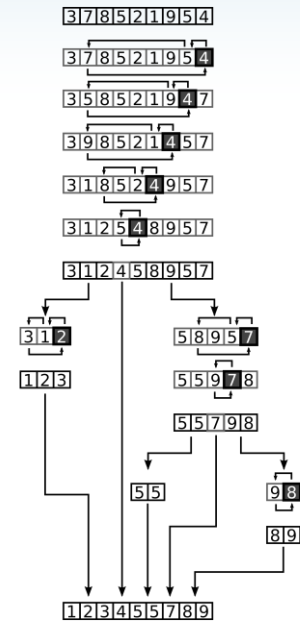 3 7 8 5 2 1 9 5 4
3 7 8 5 2 1 9 5 4
3 5 8 5 2 1 9 4 7
3 9 8 5 2 1 4 5 7
3 1 8 5 2 4 9 5 7
3 1 2 5 4 8 9 5 7
3 1 2 4 5 8 9 5 7
3 1 2
5 8 9 5 7
1 2 3
5 5 9 7 8
5 5 7 9 8
5 5
9 8
8 9
1 2 3 4 5 5 7 8 9